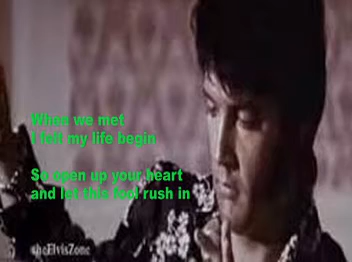 When we met
I felt my life begin
So open up your heart
and let this fool rush in
theElvisZone